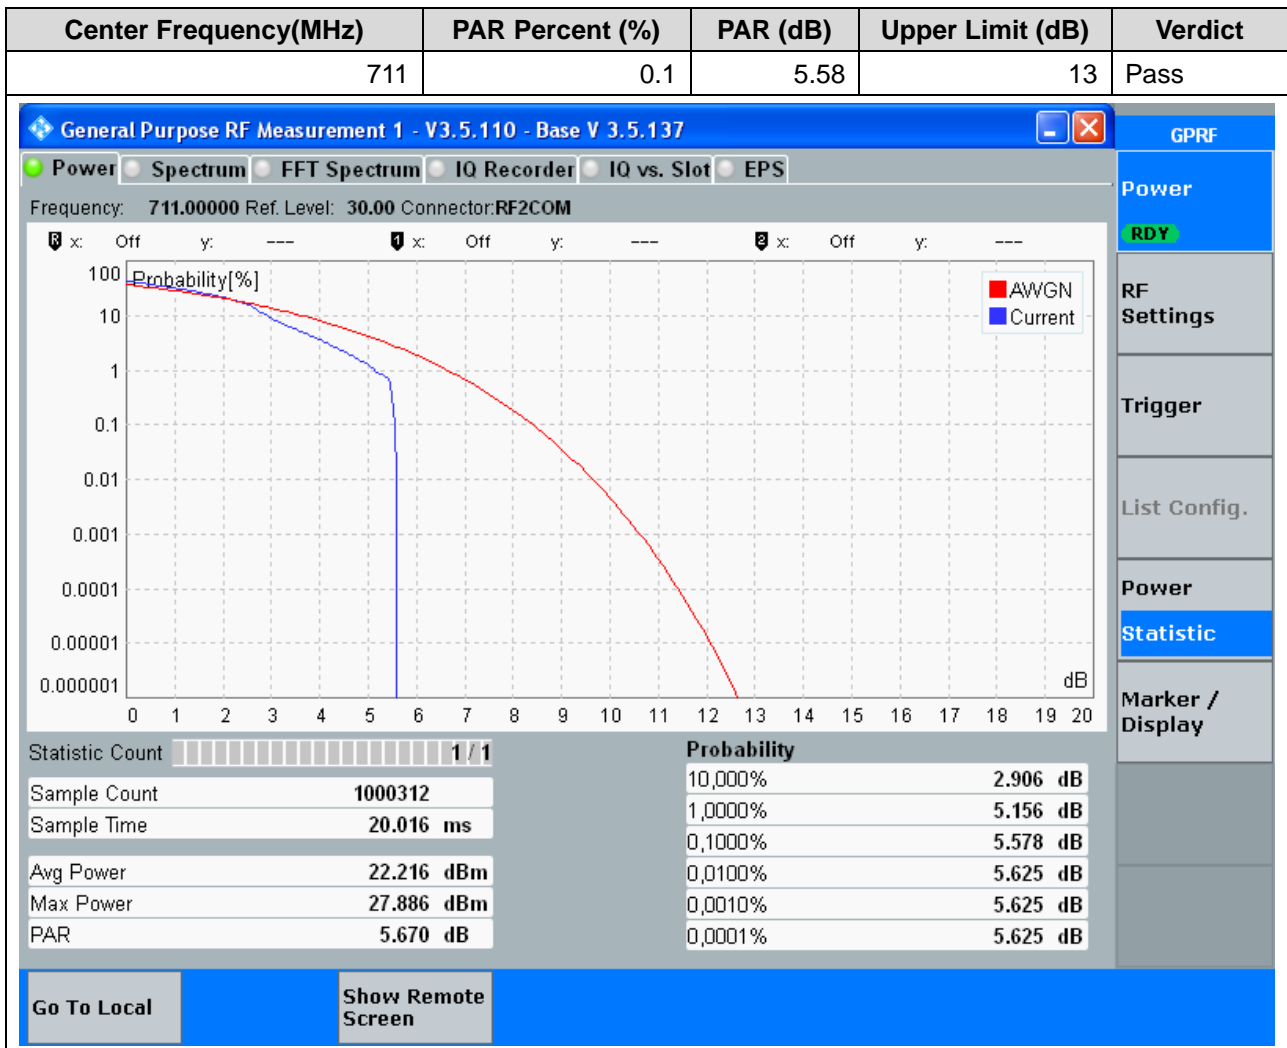 Center Frequency(MHz) PAR Percent (%) PAR (dB) Upper Limit (dB) Verdict
711 0.1 5.58 13 Pass
General Purpose RF Measurement 1 - V3.5.110 - Base V 3.5.137
GPRF
Power Spectrum FFT Spectrum IQ Recorder IQ vs. Slot EPS
Frequency: 711.00000 Ref. Level: 30.00 Connector:RF2COM
R x: Off y: --- 1 x: Off y: --- 2 x: Off y: ---
Probability[%]
AWGN
Current
100
10
1
0.1
0.01
0.001
0.0001
0.00001
0.000001
dB
0 1 2 3 4 5 6 7 8 9 10 11 12 13 14 15 16 17 18 19 20
Statistic Count 1 / 1
Sample Count 1000312
Sample Time 20.016 ms
Avg Power 22.216 dBm
Max Power 27.886 dBm
PAR 5.670 dB
Probability
10,000% 2.906 dB
1,0000% 5.156 dB
0,1000% 5.578 dB
0,0100% 5.625 dB
0,0010% 5.625 dB
0,0001% 5.625 dB
Power
RDY
RF
Settings
Trigger
List Config.
Power
Statistic
Marker /
Display
Go To Local
Show Remote
Screen